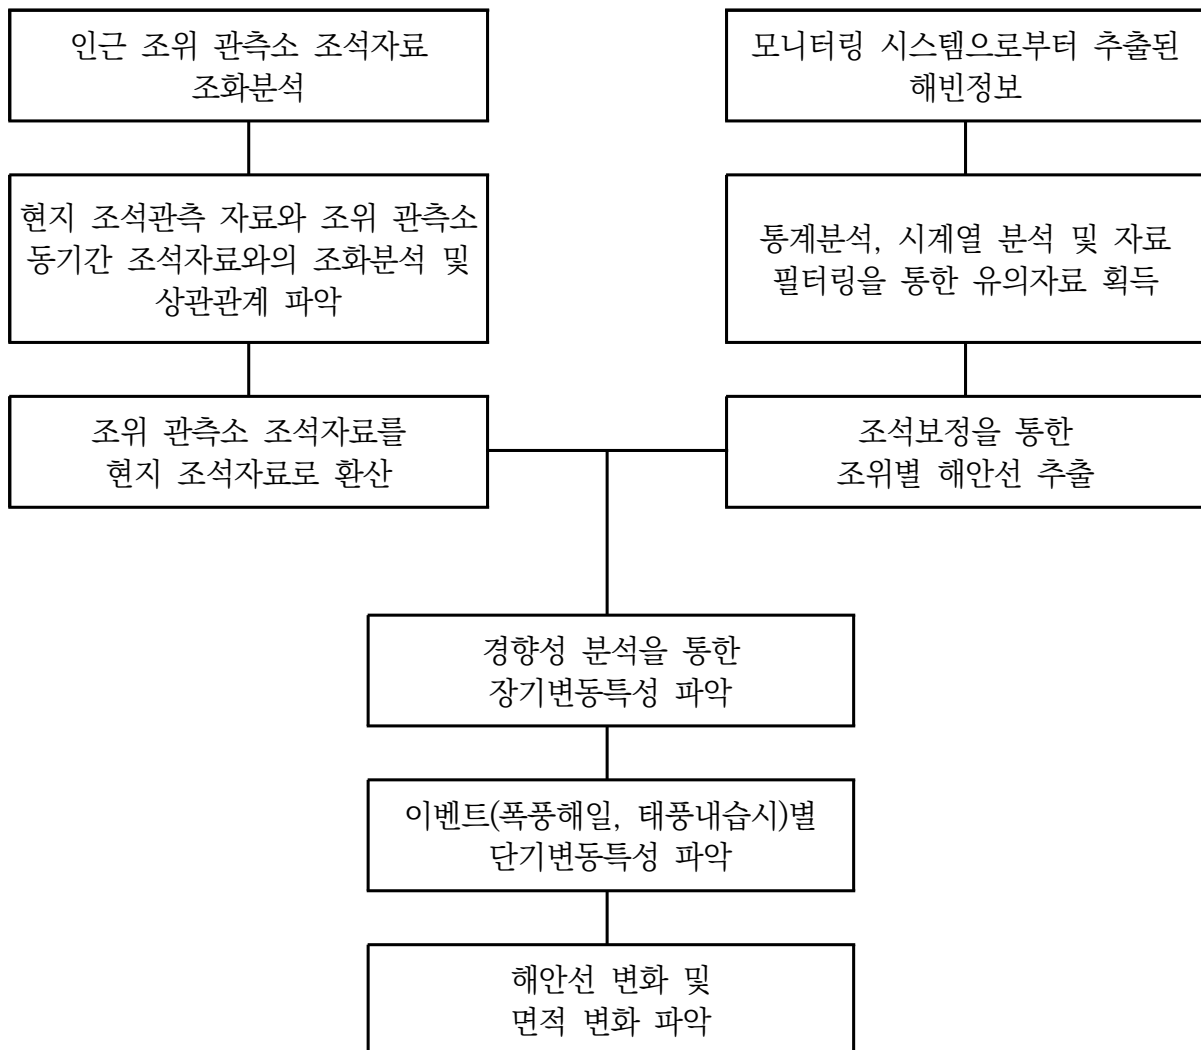 인근 조위 관측소 조석자료
조화분석
모니터링 시스템으로부터 추출된
해빈정보
현지 조석관측 자료와 조위 관측소
동기간 조석자료와의 조화분석 및
상관관계 파악
통계분석, 시계열 분석 및 자료
필터링을 통한 유의자료 획득
조위 관측소 조석자료를
현지 조석자료로 환산
조석보정을 통한
조위별 해안선 추출
경향성 분석을 통한
장기변동특성 파악
이벤트(폭풍해일, 태풍내습시)별
단기변동특성 파악
해안선 변화 및
면적 변화 파악